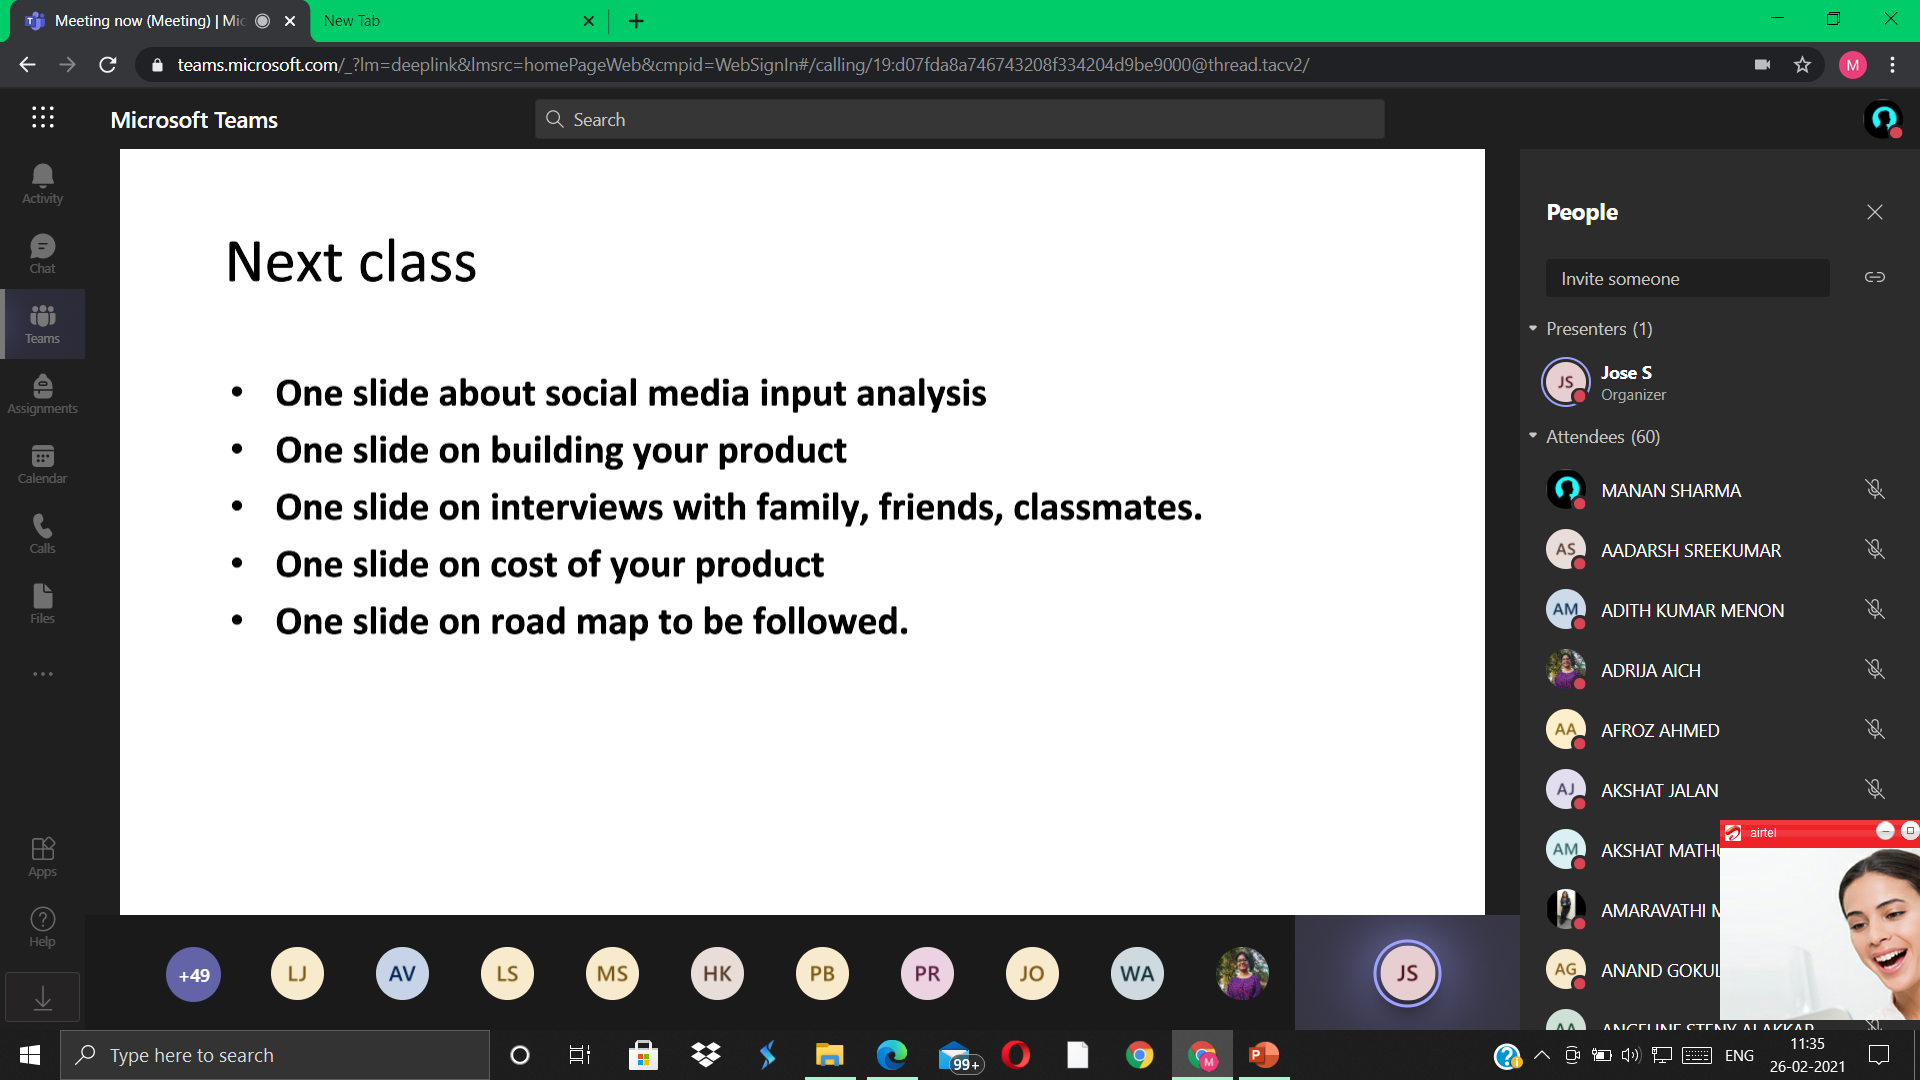 Meeting now (Meeting) | Mic
New Tab
teams.microsoft.com/_?lm=deeplink&lmsrc=homePageWeb&cmpid=WebSignIn#/calling/19:d07fda8a746743208f334204d9be9000@thread.tacv2/
M
Microsoft Teams
Search
Activity
Chat
Teams
Assignments
Calendar
Calls
Files
Apps
Help
Next class
• One slide about social media input analysis
• One slide on building your product
• One slide on interviews with family, friends, classmates.
• One slide on cost of your product
• One slide on road map to be followed.
People
Invite someone
Presenters (1)
JS Jose S
Organizer
Attendees (60)
MANAN SHARMA
AS AADARSH SREEKUMAR
AM ADITH KUMAR MENON
ADRIJA AICH
AA AFROZ AHMED
AJ AKSHAT JALAN
AM AKSHAT MATHU
AMARAVATHI M
AG ANAND GOKUL
AA ANGELINE STENY ALAKKAR
airtel
+49 LJ AV LS MS HK PB PR JO WA JS
Type here to search
99+
M
ENG
11:35
26-02-2021